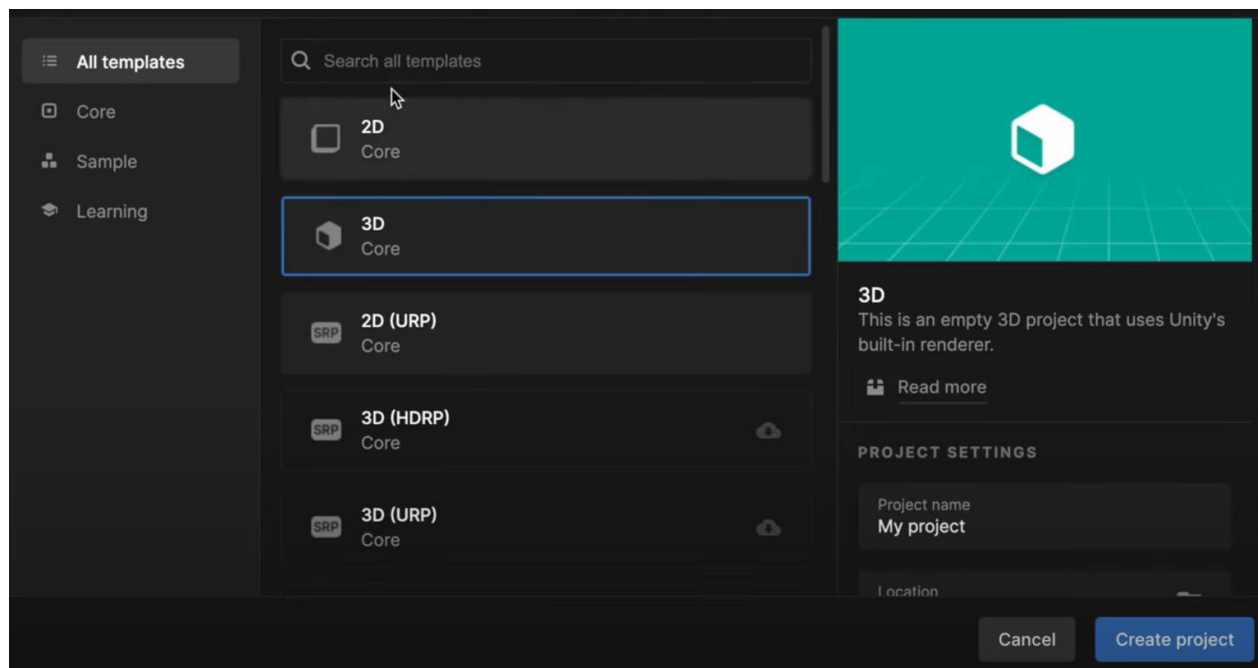 All templates
Core
Sample
Learning
Search all templates
2D
Core
3D
Core
SRP
2D (URP)
Core
SRP
3D (HDRP)
Core
SRP
3D (URP)
Core
3D
This is an empty 3D project that uses Unity's
built-in renderer.
Read more
PROJECT SETTINGS
Project name
My project
Location
Cancel
Create project